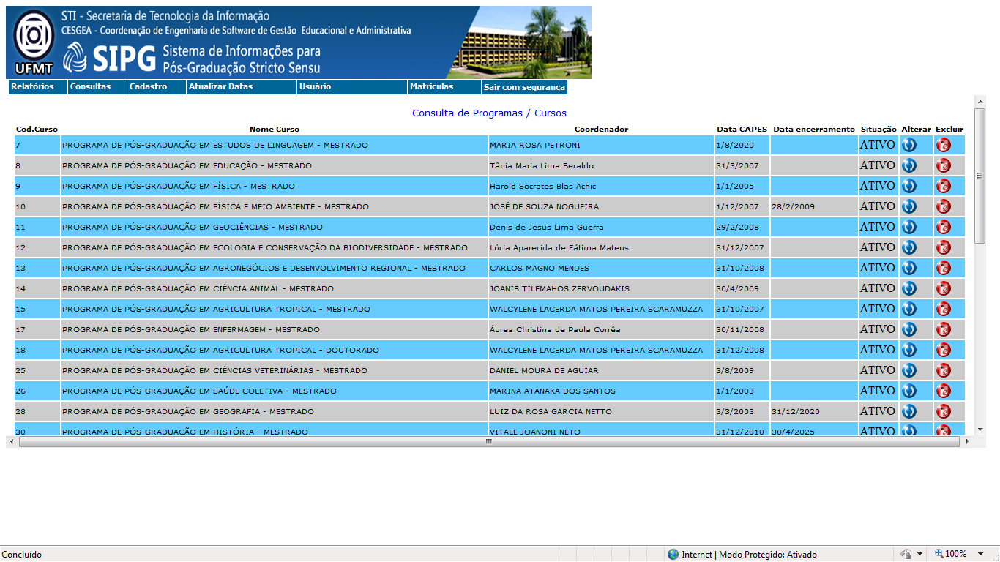 STI - Secretaria de Tecnologia da Informação
CESGEA - Coordenação de Engenharia de Software de Gestão Educacional e Administrativa
SIPG Sistema de Informações para
Pós-Graduação Stricto Sensu
UFMT
Relatórios Consultas Cadastro Atualizar Datas Usuário Matrículas Sair com segurança
Consulta de Programas / Cursos
Cod.Curso Nome Curso Coordenador Data CAPES Data encerramento Situação Alterar Excluir
7 PROGRAMA DE PÓS-GRADUAÇÃO EM ESTUDOS DE LINGUAGEM - MESTRADO MARIA ROSA PETRONI 1/8/2020 ATIVO
8 PROGRAMA DE PÓS-GRADUAÇÃO EM EDUCAÇÃO - MESTRADO Tânia Maria Lima Beraldo 31/3/2007 ATIVO
9 PROGRAMA DE PÓS-GRADUAÇÃO EM FÍSICA - MESTRADO Harold Socrates Blas Achic 1/1/2005 ATIVO
10 PROGRAMA DE PÓS-GRADUAÇÃO EM FÍSICA E MEIO AMBIENTE - MESTRADO JOSÉ DE SOUZA NOGUEIRA 1/12/2007 28/2/2009 ATIVO
11 PROGRAMA DE PÓS-GRADUAÇÃO EM GEOCIÊNCIAS - MESTRADO Denis de Jesus Lima Guerra 29/2/2008 ATIVO
12 PROGRAMA DE PÓS-GRADUAÇÃO EM ECOLOGIA E CONSERVAÇÃO DA BIODIVERSIDADE - MESTRADO Lúcia Aparecida de Fátima Mateus 31/12/2007 ATIVO
13 PROGRAMA DE PÓS-GRADUAÇÃO EM AGRONEGÓCIOS E DESENVOLVIMENTO REGIONAL - MESTRADO CARLOS MAGNO MENDES 31/10/2008 ATIVO
14 PROGRAMA DE PÓS-GRADUAÇÃO EM CIÊNCIA ANIMAL - MESTRADO JOANIS TILEMAHOS ZERVOUDAKIS 30/4/2009 ATIVO
15 PROGRAMA DE PÓS-GRADUAÇÃO EM AGRICULTURA TROPICAL - MESTRADO WALCYLENE LACERDA MATOS PEREIRA SCARAMUZZA 31/10/2007 ATIVO
17 PROGRAMA DE PÓS-GRADUAÇÃO EM ENFERMAGEM - MESTRADO Áurea Christina de Paula Corrêa 30/11/2008 ATIVO
18 PROGRAMA DE PÓS-GRADUAÇÃO EM AGRICULTURA TROPICAL - DOUTORADO WALCYLENE LACERDA MATOS PEREIRA SCARAMUZZA 31/12/2008 ATIVO
25 PROGRAMA DE PÓS-GRADUAÇÃO EM CIÊNCIAS VETERINÁRIAS - MESTRADO DANIEL MOURA DE AGUIAR 3/8/2009 ATIVO
26 PROGRAMA DE PÓS-GRADUAÇÃO EM SAÚDE COLETIVA - MESTRADO MARINA ATANAKA DOS SANTOS 1/1/2003 ATIVO
28 PROGRAMA DE PÓS-GRADUAÇÃO EM GEOGRAFIA - MESTRADO LUIZ DA ROSA GARCIA NETTO 3/3/2003 31/12/2020 ATIVO
30 PROGRAMA DE PÓS-GRADUAÇÃO EM HISTÓRIA - MESTRADO VITALE JOANONI NETO 31/12/2010 30/4/2025 ATIVO
Concluído Internet | Modo Protegido: Ativado 100%